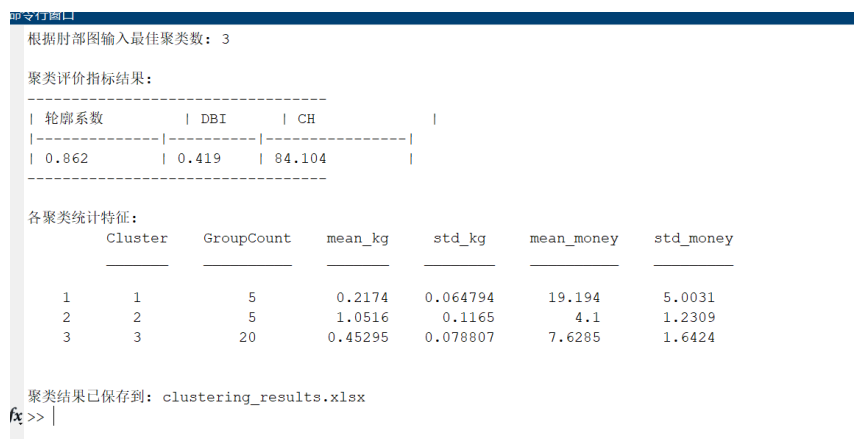 命令行窗口
根据肘部图输入最佳聚类数: 3
聚类评价指标结果:
----------------------------------
| 轮廓系数 | DBI | CH |
|--------------|----------|----------------|
| 0.862 | 0.419 | 84.104 |
----------------------------------
各聚类统计特征:
Cluster GroupCount mean_kg std_kg mean_money std_money
_______ __________ _______ ________ __________ _________
1 1 5 0.2174 0.064794 19.194 5.0031
2 2 5 1.0516 0.1165 4.1 1.2309
3 3 20 0.45295 0.078807 7.6285 1.6424
聚类结果已保存到: clustering_results.xlsx
fx >>